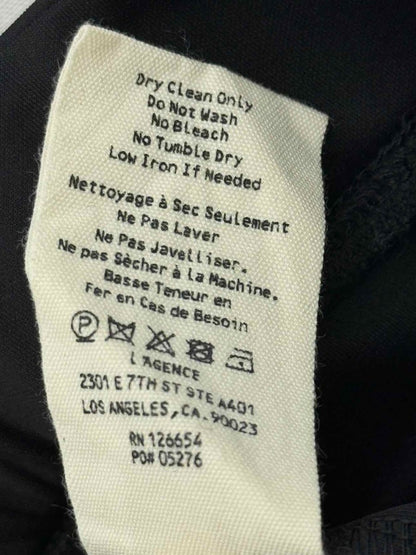 Dry Clean Only
Do Not Wash
No Bleach
No Tumble Dry
Low Iron If Needed
Nettoyage à Sec Seulement
Ne Pas Laver
Ne Pas Javelliser.
Ne pas Sècher à la Machine.
Basse Teneur en
Fer en Cas de Besoin
P
L'AGENCE
2301 E 7TH ST STE A401
LOS ANGELES, CA. 90023
RN 126654
PO# 05276